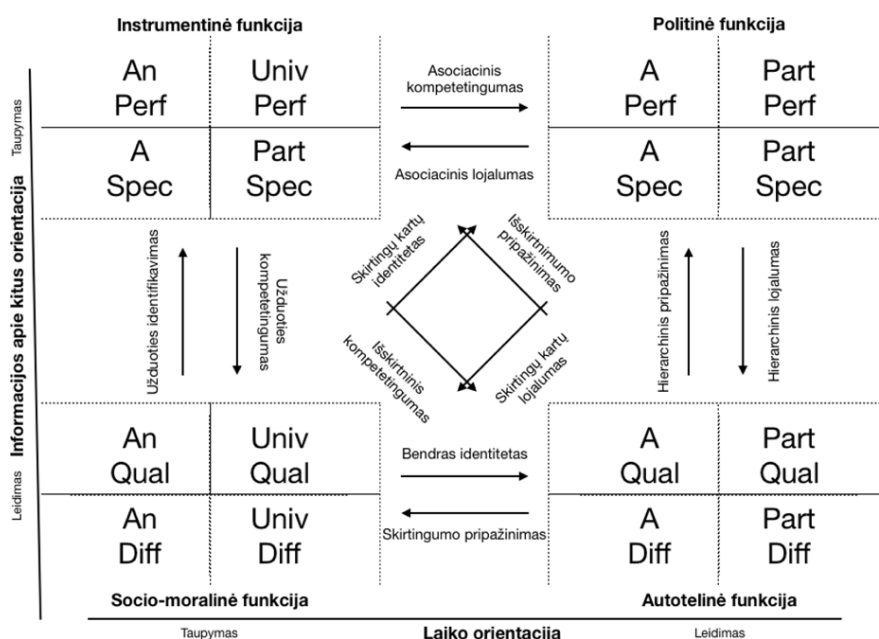 Instrumentinė funkcija
Politinė funkcija
An
Perf
Univ
Perf
A
Spec
Part
Spec
Asociacinis
kompetetingumas
Asociacinis lojalumas
A
Perf
Part
Perf
A
Spec
Part
Spec
Taupymas
Informacijos apie kitus orientacija
Leidimas
Užduoties identifikavimas
Užduoties
kompetetingumas
Skirtingų kartų
identitetas
Išskirtnimumo
pripažinimas
Išskirtninis
kompetetingumas
Skirtingų kartų
lojalumas
Hierarchinis pripažinimas
Hierarchinis lojalumas
An
Qual
Univ
Qual
An
Diff
Univ
Diff
Bendras identitetas
Skirtingumo pripažinimas
A
Qual
Part
Qual
A
Diff
Part
Diff
Socio-moralinė funkcija
Autotelinė funkcija
Taupymas
Laiko orientacija
Leidimas